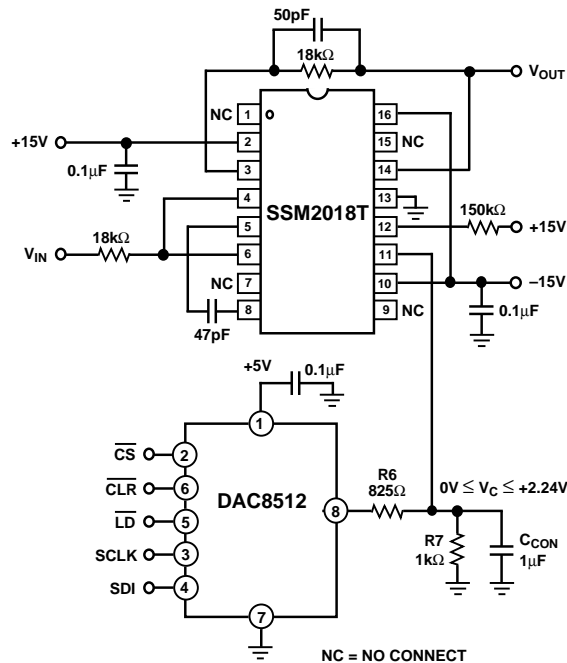 50pF
18kΩ
VOUT
NC 1 16
+15V 2 15 NC
0.1μF 3 14
4 SSM2018T 13
150kΩ
5 12 +15V
VIN 18kΩ 6 11
NC 7 10 –15V
47pF 8 9 NC 0.1μF
+5V 0.1μF
1
CS 2
CLR 6
DAC8512 8
R6
825Ω
0V ≤ VC ≤ +2.24V
LD 5
SCLK 3
R7
1kΩ
CCON
1μF
SDI 4
7
NC = NO CONNECT